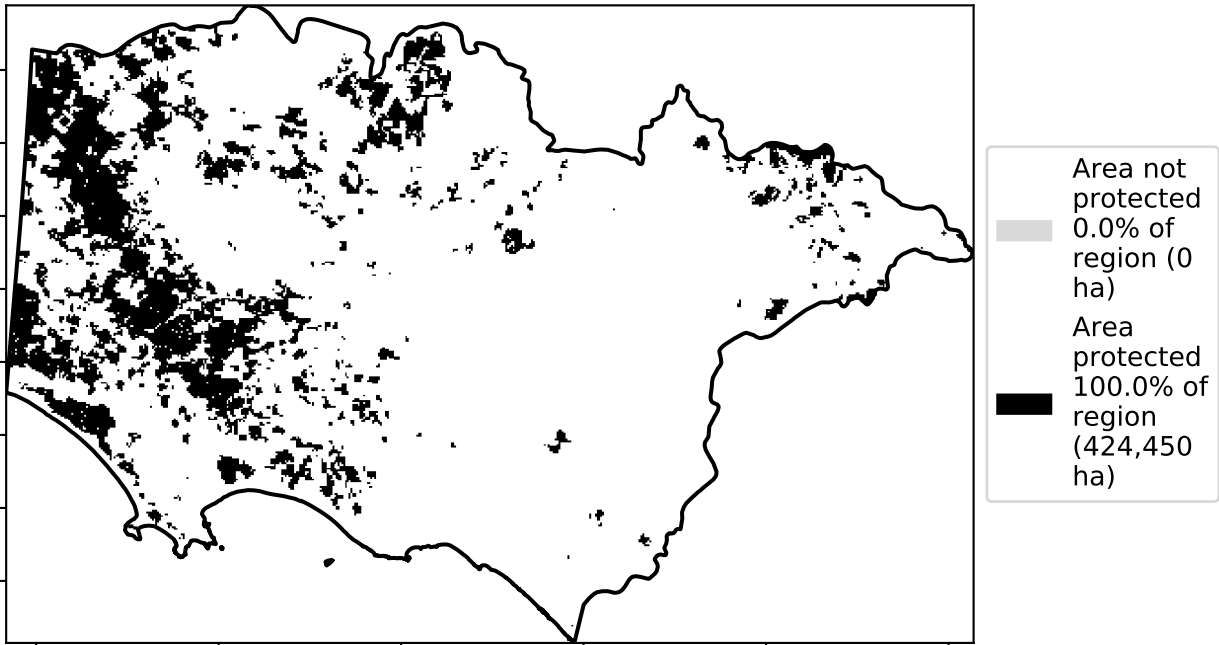 Area not
protected
0.0% of
region (0
ha)
Area
protected
100.0% of
region
(424,450
ha)